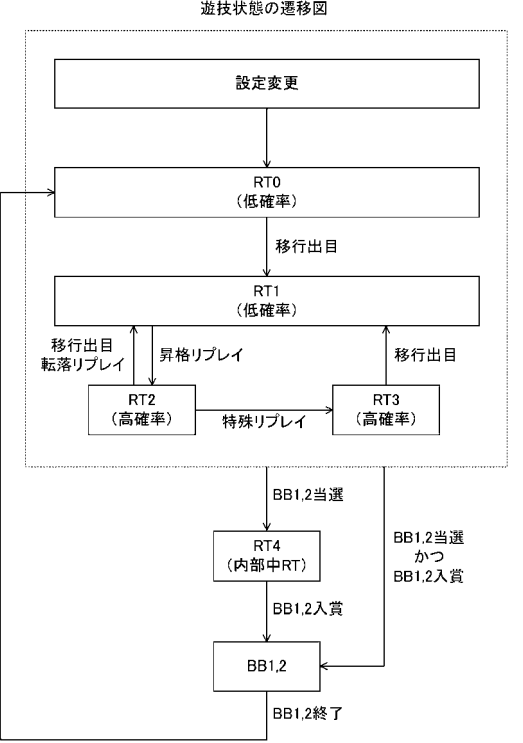 遊技状態の遷移図
設定変更
RT0
(低確率)
移行出目
RT1
(低確率)
移行出目
転落リプレイ
昇格リプレイ
移行出目
RT2
(高確率)
特殊リプレイ
RT3
(高確率)
BB1,2当選
RT4
(内部中RT)
BB1,2当選
かつ
BB1,2入賞
BB1,2入賞
BB1,2
BB1,2終了